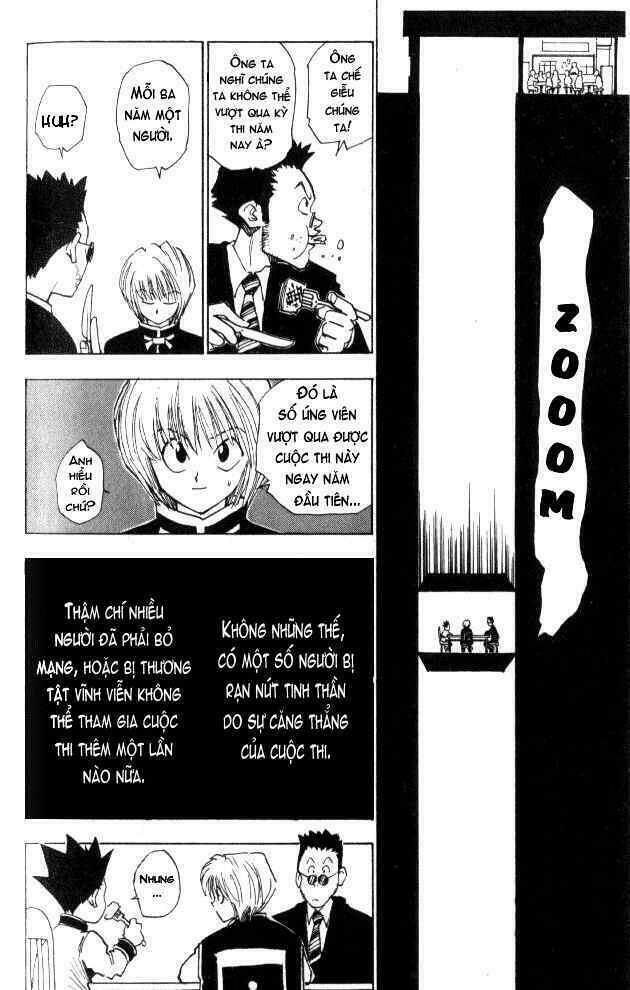 ZOOOM
ÔNG
TA CHẾ
GIỄU
CHÚNG
TA!
ÔNG TA
NGHĨ CHÚNG
TA KHÔNG THỂ
VƯỢT QUA KỲ
THI NĂM
NAY À?
MỖI BA
NĂM MỘT
NGƯỜI.
HUH?
ĐÓ LÀ
SỐ ỨNG VIÊN
VƯỢT QUA ĐƯỢC
CUỘC THI NÀY
NGAY NĂM
ĐẦU TIÊN...
ANH
HIỂU
RỒI
CHỨ?
KHÔNG NHỮNG THẾ,
CÓ MỘT SỐ NGƯỜI BỊ
RẠN NỨT TINH THẦN
DO SỰ CĂNG THẲNG
CỦA CUỘC THI.
THẬM CHÍ NHIỀU
NGƯỜI ĐÃ PHẢI BỎ
MẠNG, HOẶC BỊ THƯƠNG
TẬT VĨNH VIỄN KHÔNG
THỂ THAM GIA CUỘC
THI THÊM MỘT LẦN
NÀO NỮA.
NHƯNG
...